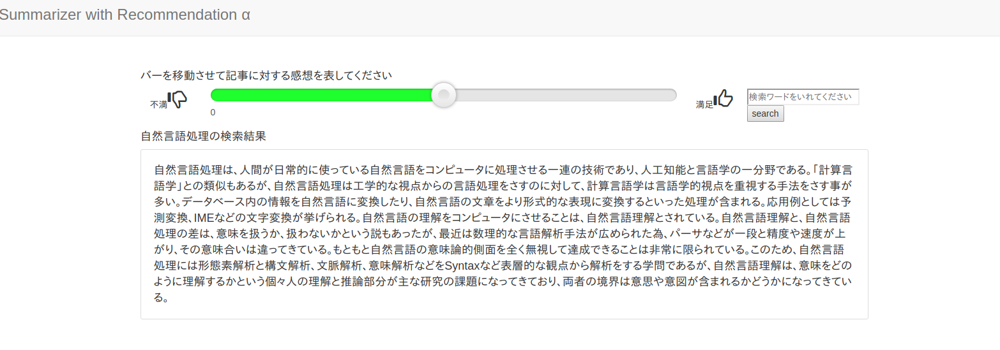 Summarizer with Recommendation α
バーを移動させて記事に対する感想を表してください
不満
満足
検索ワードをいれてください
search
0
自然言語処理の検索結果
自然言語処理は、人間が日常的に使っている自然言語をコンピュータに処理させる一連の技術であり、人工知能と言語学の一分野である。「計算言
語学」との類似もあるが、自然言語処理は工学的な視点からの言語処理をさすのに対して、計算言語学は言語学的視点を重視する手法をさす事が
多い。データベース内の情報を自然言語に変換したり、自然言語の文章をより形式的な表現に変換するといった処理が含まれる。応用例としては予
測変換、IMEなどの文字変換が挙げられる。自然言語の理解をコンピュータにさせることは、自然言語理解とされている。自然言語理解と、自然言語
処理の差は、意味を扱うか、扱わないかという説もあったが、最近は数理的な言語解析手法が広められた為、パーサなどが一段と精度や速度が上
がり、その意味合いは違ってきている。もともと自然言語の意味論的側面を全く無視して達成できることは非常に限られている。このため、自然言語
処理には形態素解析と構文解析、文脈解析、意味解析などをSyntaxなど表層的な観点から解析をする学問であるが、自然言語理解は、意味をどの
ように理解するかという個々人の理解と推論部分が主な研究の課題になってきており、両者の境界は意思や意図が含まれるかどうかになってきてい
る。